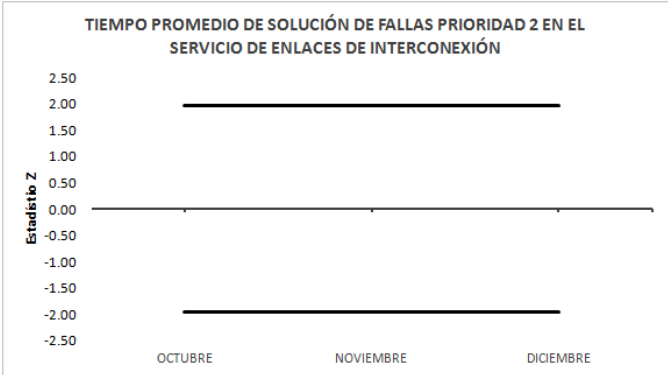 TIEMPO PROMEDIO DE SOLUCIÓN DE FALLAS PRIORIDAD 2 EN EL
SERVICIO DE ENLACES DE INTERCONEXIÓN
2.50
2.00
1.50
1.00
0.50
0.00
-0.50
-1.00
-1.50
-2.00
-2.50
Estadístio Z
OCTUBRE NOVIEMBRE DICIEMBRE